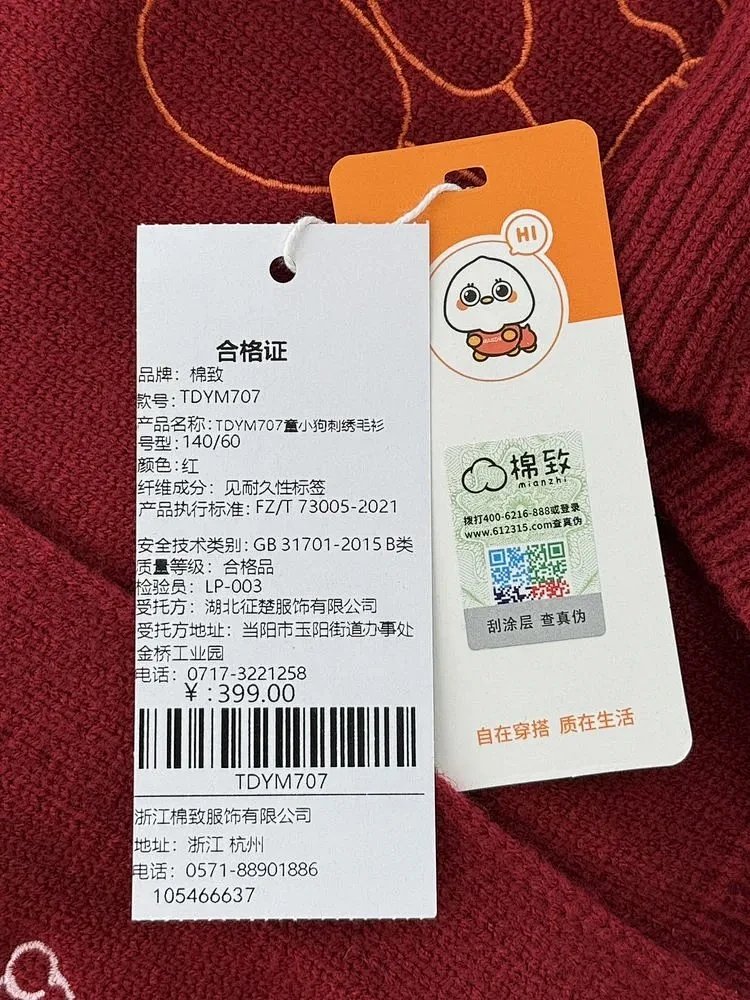 合格证
品牌：棉致
款号：TDYM707
产品名称：TDYM707童小狗刺绣毛衫
号型：140/60
颜色：红
纤维成分：见耐久性标签
产品执行标准：FZ/T 73005-2021
安全技术类别：GB 31701-2015 B类
质量等级：合格品
检验员：LP-003
受托方：湖北征楚服饰有限公司
受托方地址：当阳市玉阳街道办事处
金桥工业园
电话：0717-3221258
￥:399.00
TDYM707
浙江棉致服饰有限公司
地址：浙江 杭州
电话：0571-88901886
105466637
HI
棉致
mianzhi
拨打400-6216-888或登录
www.612315.com查真伪
刮涂层 查真伪
自在穿搭 质在生活